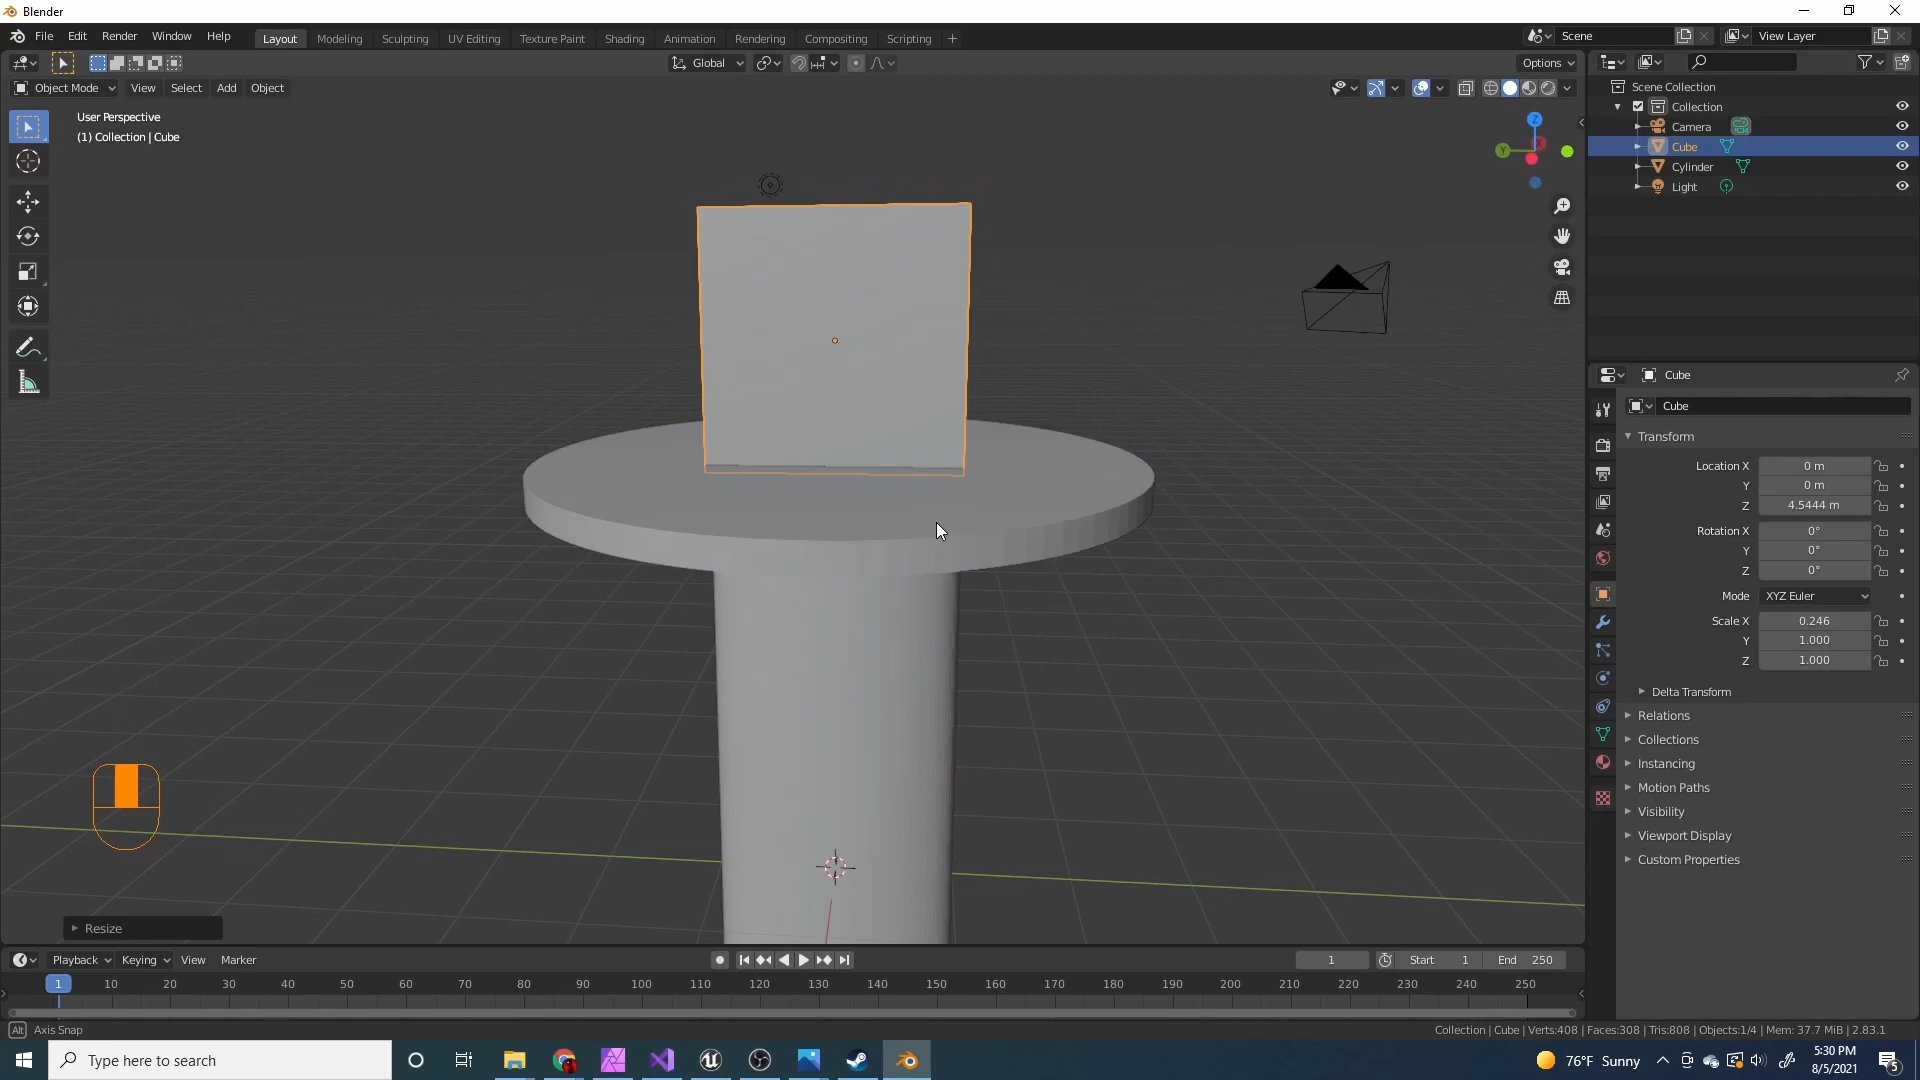 Blender
File Edit Render Window Help
Layout Modeling Sculpting UV Editing Texture Paint Shading Animation Rendering Compositing Scripting +
Scene
View Layer
Global
Options
Object Mode View Select Add Object
User Perspective
(1) Collection | Cube
Z
Y
X
Scene Collection
Collection
Camera
Cube
Cylinder
Light
Cube
Cube
Transform
Location X 0 m
Y 0 m
Z 4.5444 m
Rotation X 0°
Y 0°
Z 0°
Mode XYZ Euler
Scale X 0.246
Y 1.000
Z 1.000
Delta Transform
Relations
Collections
Instancing
Motion Paths
Visibility
Viewport Display
Custom Properties
Resize
Playback Keying View Marker
1 Start 1 End 250
1 10 20 30 40 50 60 70 80 90 100 110 120 130 140 150 160 170 180 190 200 210 220 230 240 250
Alt Axis Snap
Collection | Cube | Verts:408 | Faces:308 | Tris:808 | Objects:1/4 | Mem: 37.7 MiB | 2.83.1
Type here to search
76°F Sunny
5:30 PM
8/5/2021
5